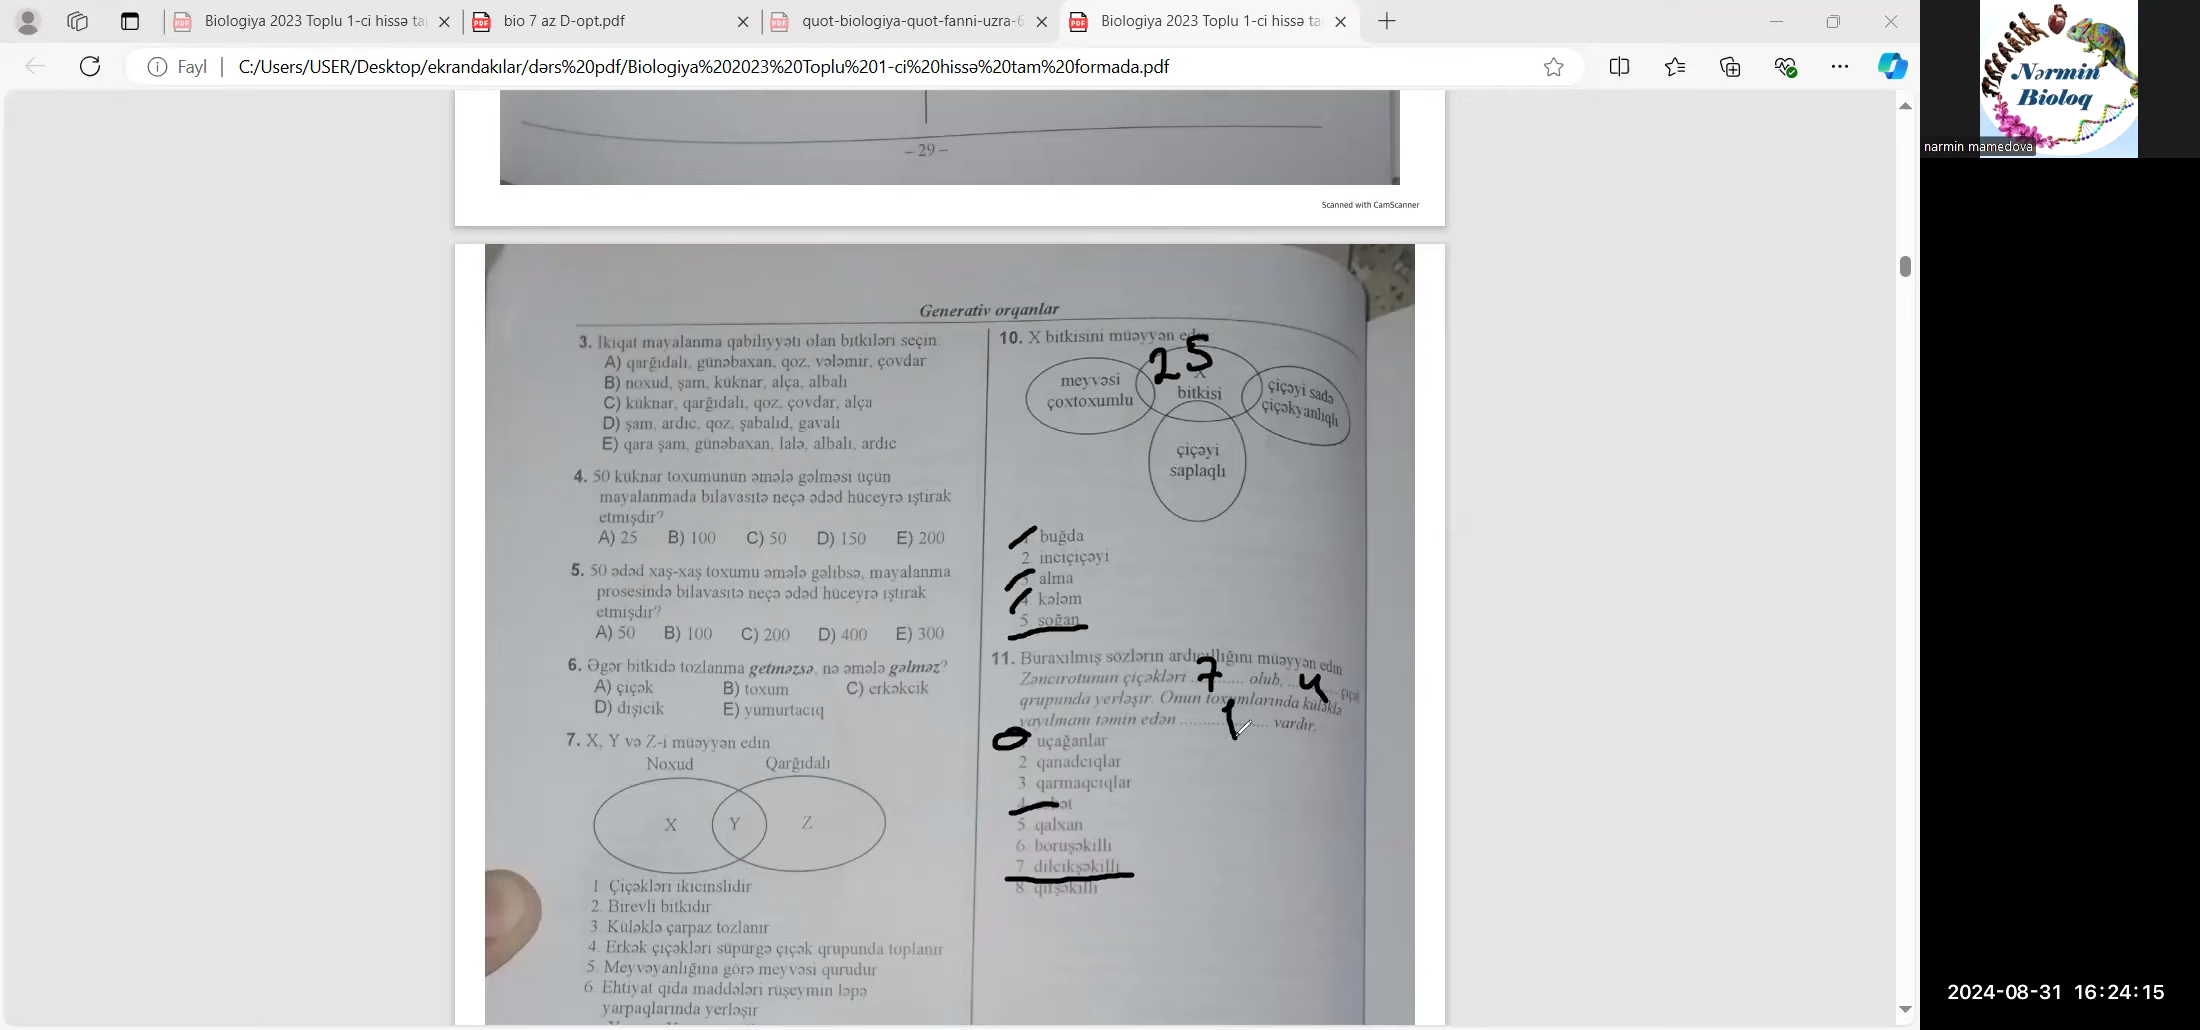 Biologiya 2023 Toplu 1-ci hissə ta
bio 7 az D-opt.pdf
quot-biologiya-quot-fanni-uzra-6
Biologiya 2023 Toplu 1-ci hissə ta
Fayl
C:/Users/USER/Desktop/ekrandakılar/dərs%20pdf/Biologiya%202023%20Toplu%201-ci%20hissə%20tam%20formada.pdf
Nərmin
Bioloq
narmin mamedova
– 29 –
Scanned with CamScanner
Generativ orqanlar
3. İkiqat mayalanma qabiliyyəti olan bitkiləri seçin.
A) qarğıdalı, günəbaxan, qoz, vələmir, çovdar
B) noxud, şam, küknar, alça, albalı
C) küknar, qarğıdalı, qoz, çovdar, alça
D) şam, ardıc, qoz, şabalıd, gavalı
E) qara şam, günəbaxan, lalə, albalı, ardıc
4. 50 küknar toxumunun əmələ gəlməsi üçün
mayalanmada bilavasitə neçə ədəd hüceyrə iştirak
etmişdir?
A) 25 B) 100 C) 50 D) 150 E) 200
5. 50 ədəd xaş-xaş toxumu əmələ gəlibsə, mayalanma
prosesində bilavasitə neçə ədəd hüceyrə iştirak
etmişdir?
A) 50 B) 100 C) 200 D) 400 E) 300
6. Əgər bitkidə tozlanma getməzsə, nə əmələ gəlməz?
A) çiçək B) toxum C) erkəkcik
D) dişicik E) yumurtacıq
7. X, Y və Z-i müəyyən edin
Noxud Qarğıdalı
X Y Z
1. Çiçəkləri ikicinslidir
2. Birevli bitkidir
3. Küləklə çarpaz tozlanır
4. Erkək çiçəkləri süpürgə çiçək qrupunda toplanır
5. Meyvəyanlığına görə meyvəsi qurudur
6. Ehtiyat qida maddələri rüşeymin ləpə
yarpaqlarında yerləşir
10. X bitkisini müəyyən
25
meyvəsi
çoxtoxumlu
X
bitkisi
çiçəyi sadə
çiçəkyanlıqlı
çiçəyi
saplaqlı
buğda
2. inciçiçəyi
3. alma
4. kələm
5. soğan
11. Buraxılmış sözlərin ardıcıllığını müəyyən edin
Zəncirotunun çiçəkləri ..7...... olub, ...4...... çiçək
qrupunda yerləşir. Onun toxumlarında küləklə
yayılmanı təmin edən ........1........ vardır.
uçağanlar
2. qanadcıqlar
3. qarmaqcıqlar
5. qalxan
6. boruşəkilli
7. dilcikşəkilli
8. qıfşəkilli
2024-08-31 16:24:15